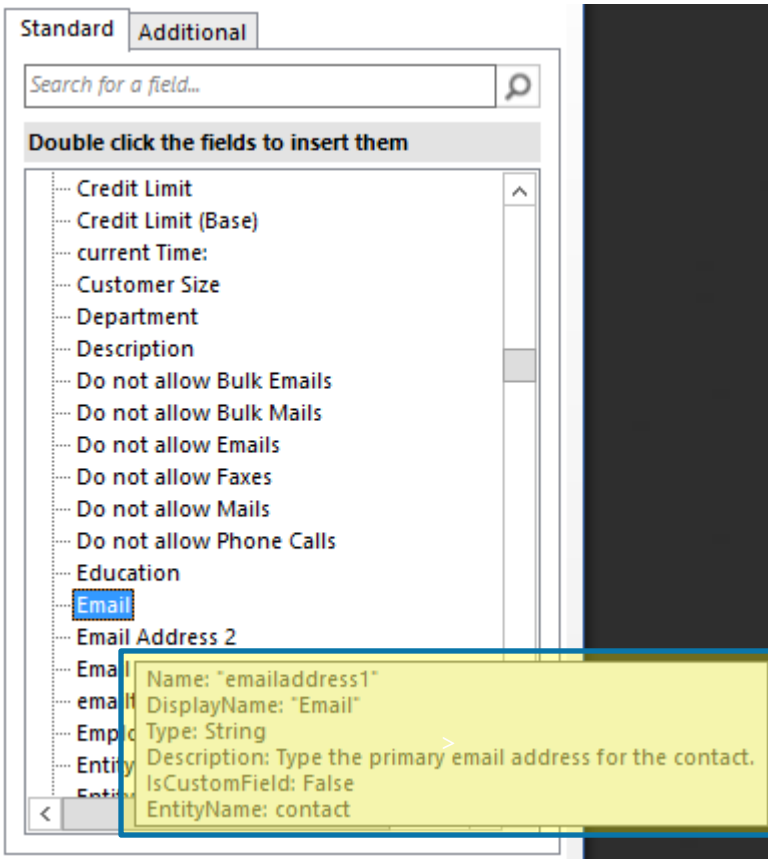 Standard
Additional
Search for a field...
Double click the fields to insert them
Credit Limit
Credit Limit (Base)
current Time:
Customer Size
Department
Description
Do not allow Bulk Emails
Do not allow Bulk Mails
Do not allow Emails
Do not allow Faxes
Do not allow Mails
Do not allow Phone Calls
Education
Email
Email Address 2
Email
Name: "emailaddress1"
DisplayName: "Email"
Type: String
Description: Type the primary email address for the contact.
IsCustomField: False
EntityName: contact